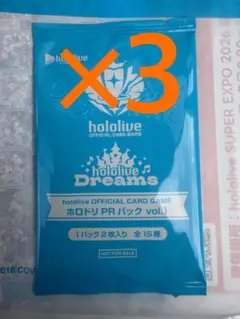 hololive
×3
hololive
OFFICIAL CARD GAME
hololive
Dreams
hololive OFFICIAL CARD GAME
ホロドリ PRパック vol.1
1パック2枚入り 全15種
NOT FOR SALE
hololive SUPER EXPO 2026